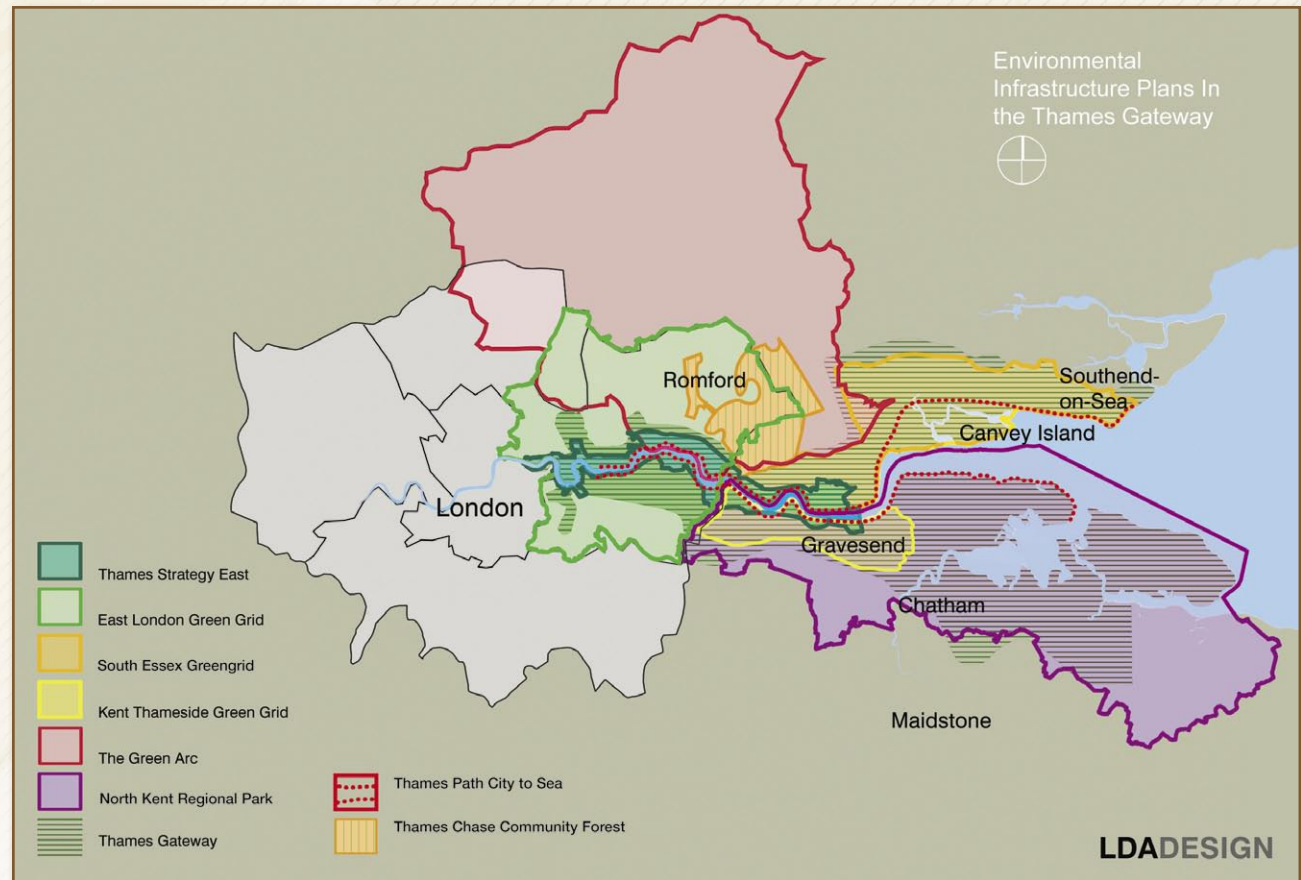 Environmental
Infrastructure Plans In
the Thames Gateway
Romford
Southend-
on-Sea
Canvey Island
London
Gravesend
Chatham
Maidstone
Thames Strategy East
East London Green Grid
South Essex Greengrid
Kent Thameside Green Grid
The Green Arc
North Kent Regional Park
Thames Gateway
Thames Path City to Sea
Thames Chase Community Forest
LDADESIGN